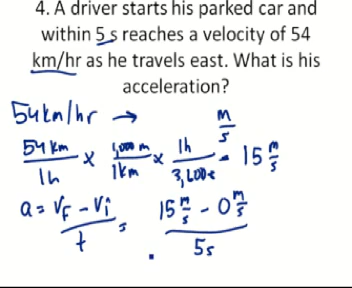 4. A driver starts his parked car and
within 5 s reaches a velocity of 54
km/hr as he travels east. What is his
acceleration?
54km/hr → m/s
54 km/1h x 1,000 m/1km x 1h/3,600s = 15 m/s
a = Vf - Vi/t = 15 m/s - 0 m/s/5s